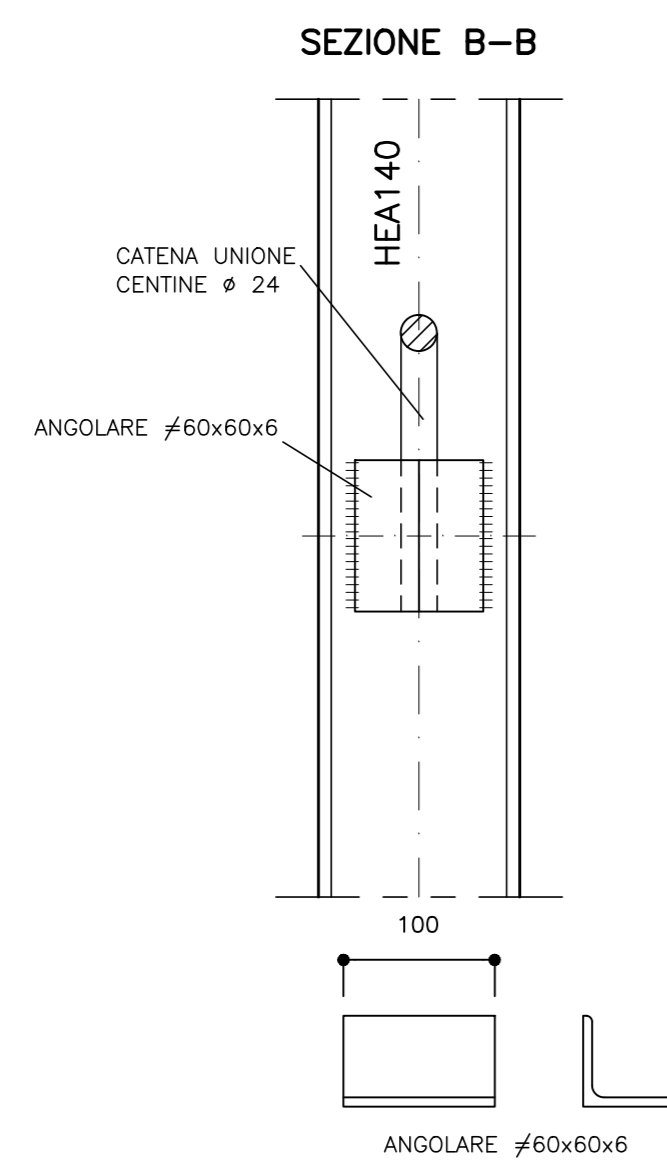 SEZIONE B–B
HEA140
CATENA UNIONE
CENTINE ø 24
ANGOLARE ≠60x60x6
100
ANGOLARE ≠60x60x6